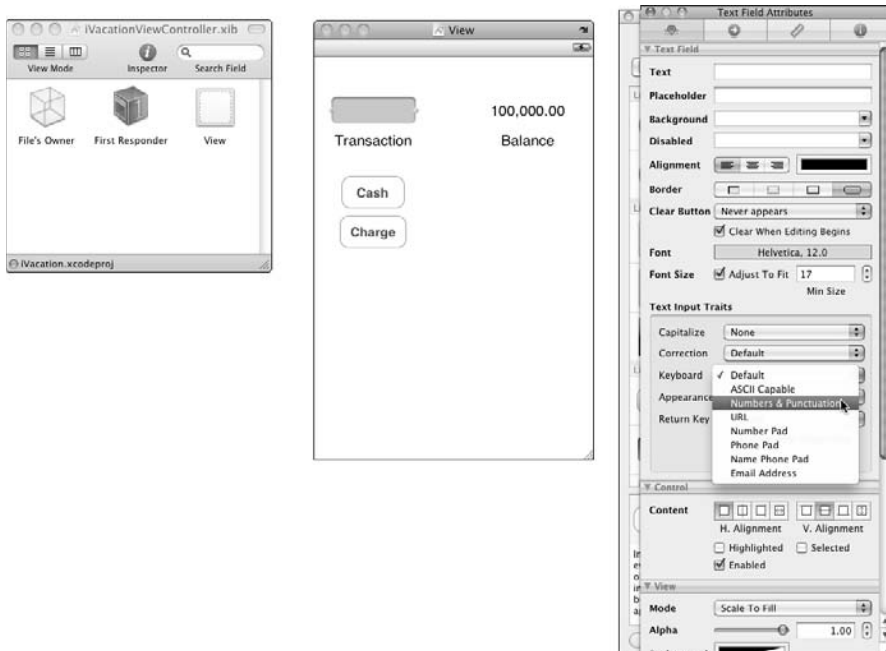 iVacationViewController.xib
View Mode Inspector Search Field
File's Owner First Responder View
iVacation.xcodeproj
View
100,000.00
Transaction Balance
Cash
Charge
Text Field Attributes
Text Field
Text
Placeholder
Background
Disabled
Alignment
Border
Clear Button Never appears
Clear When Editing Begins
Font Helvetica, 12.0
Font Size Adjust To Fit 17
Min Size
Text Input Traits
Capitalize None
Correction Default
Keyboard ✓ Default
ASCII Capable
Appearance Numbers & Punctuation
Return Key URL
Number Pad
Phone Pad
Name Phone Pad
Email Address
Control
Content
H. Alignment V. Alignment
Highlighted Selected
Enabled
View
Mode Scale To Fill
Alpha 1.00